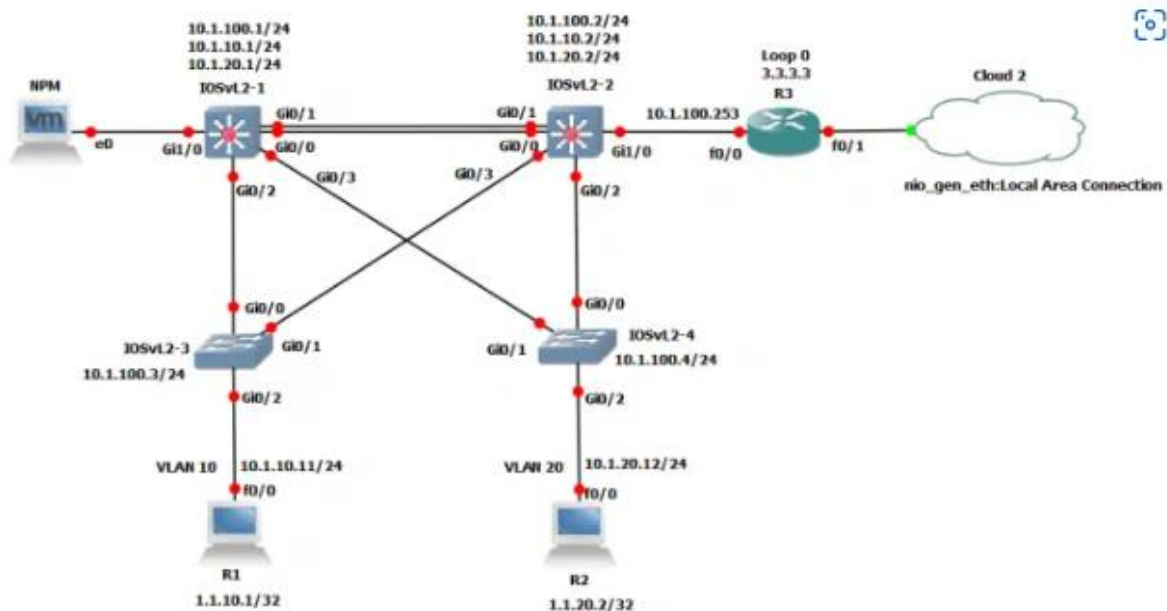 10.1.100.1/24
10.1.10.1/24
10.1.20.1/24
IOSvL2-1
10.1.100.2/24
10.1.10.2/24
10.1.20.2/24
IOSvL2-2
Loop 0
3.3.3.3
R3
Cloud 2
NPM
vm
e0
Gi1/0
Gi0/1
Gi0/0
Gi0/1
Gi0/0
Gi1/0
10.1.100.253
f0/0
f0/1
nio_gen_eth:Local Area Connection
Gi0/2
Gi0/3
Gi0/3
Gi0/2
Gi0/0
Gi0/1
IOSvL2-3
10.1.100.3/24
Gi0/0
Gi0/1
IOSvL2-4
10.1.100.4/24
Gi0/2
Gi0/2
VLAN 10
10.1.10.11/24
f0/0
VLAN 20
10.1.20.12/24
f0/0
R1
1.1.10.1/32
R2
1.1.20.2/32